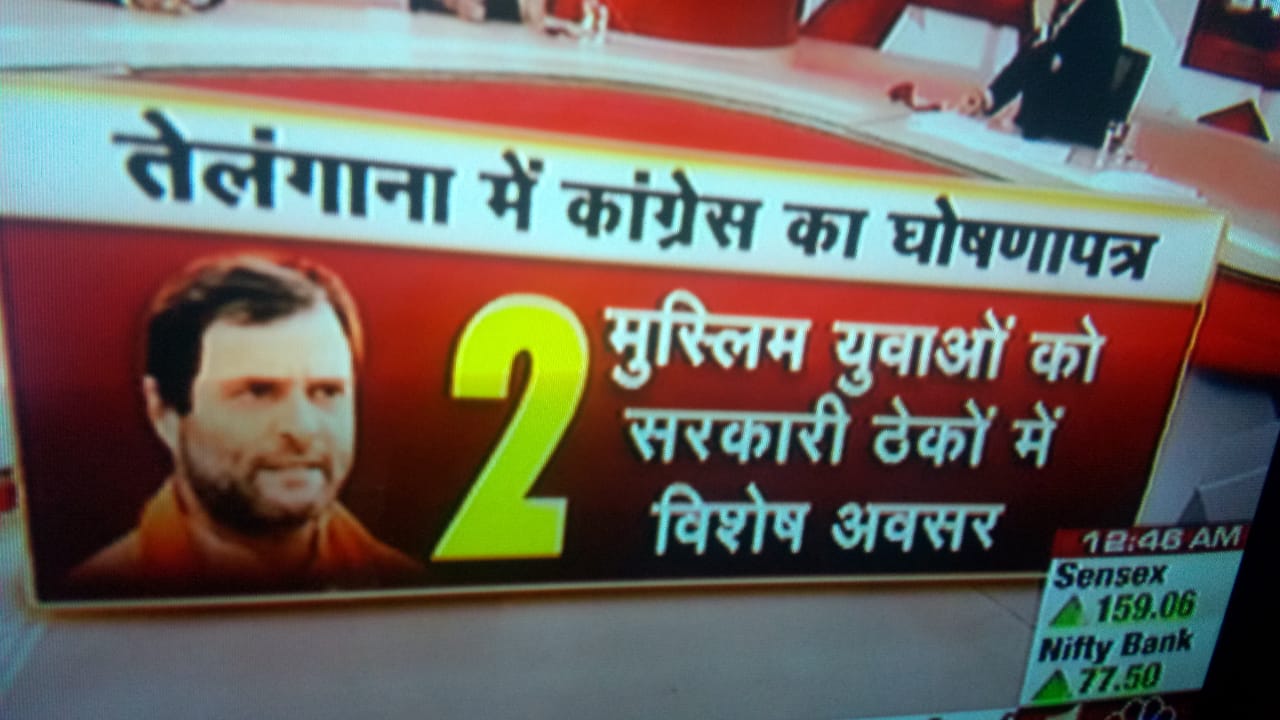 तेलंगाना में कांग्रेस का घोषणापत्र
2
मुस्लिम युवाओं को
सरकारी ठेकों में
विशेष अवसर
12:46 AM
Sensex
▲ 159.06
Nifty Bank
▲ 77.50